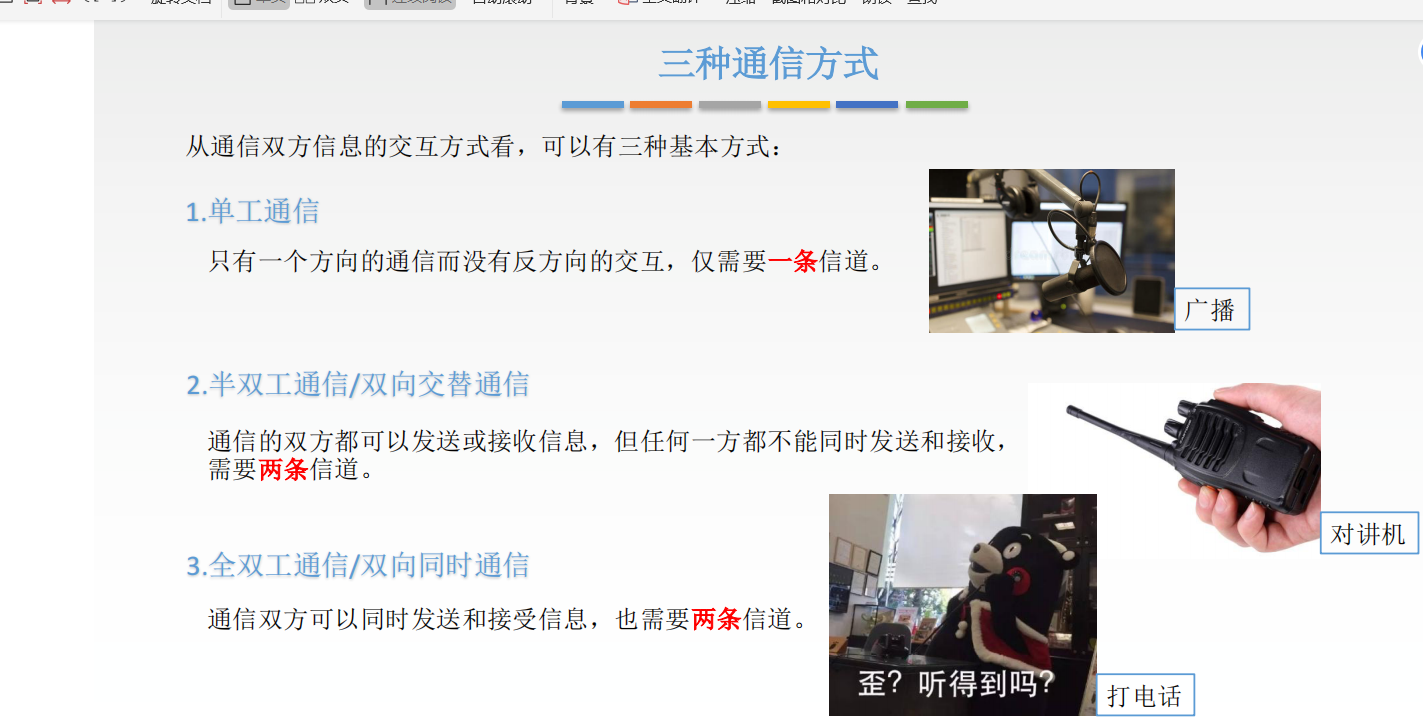 三种通信方式
从通信双方信息的交互方式看，可以有三种基本方式：
1.单工通信
只有一个方向的通信而没有反方向的交互，仅需要一条信道。
广播
2.半双工通信/双向交替通信
通信的双方都可以发送或接收信息，但任何一方都不能同时发送和接收，
需要两条信道。
对讲机
3.全双工通信/双向同时通信
通信双方可以同时发送和接受信息，也需要两条信道。
歪？听得到吗？
打电话